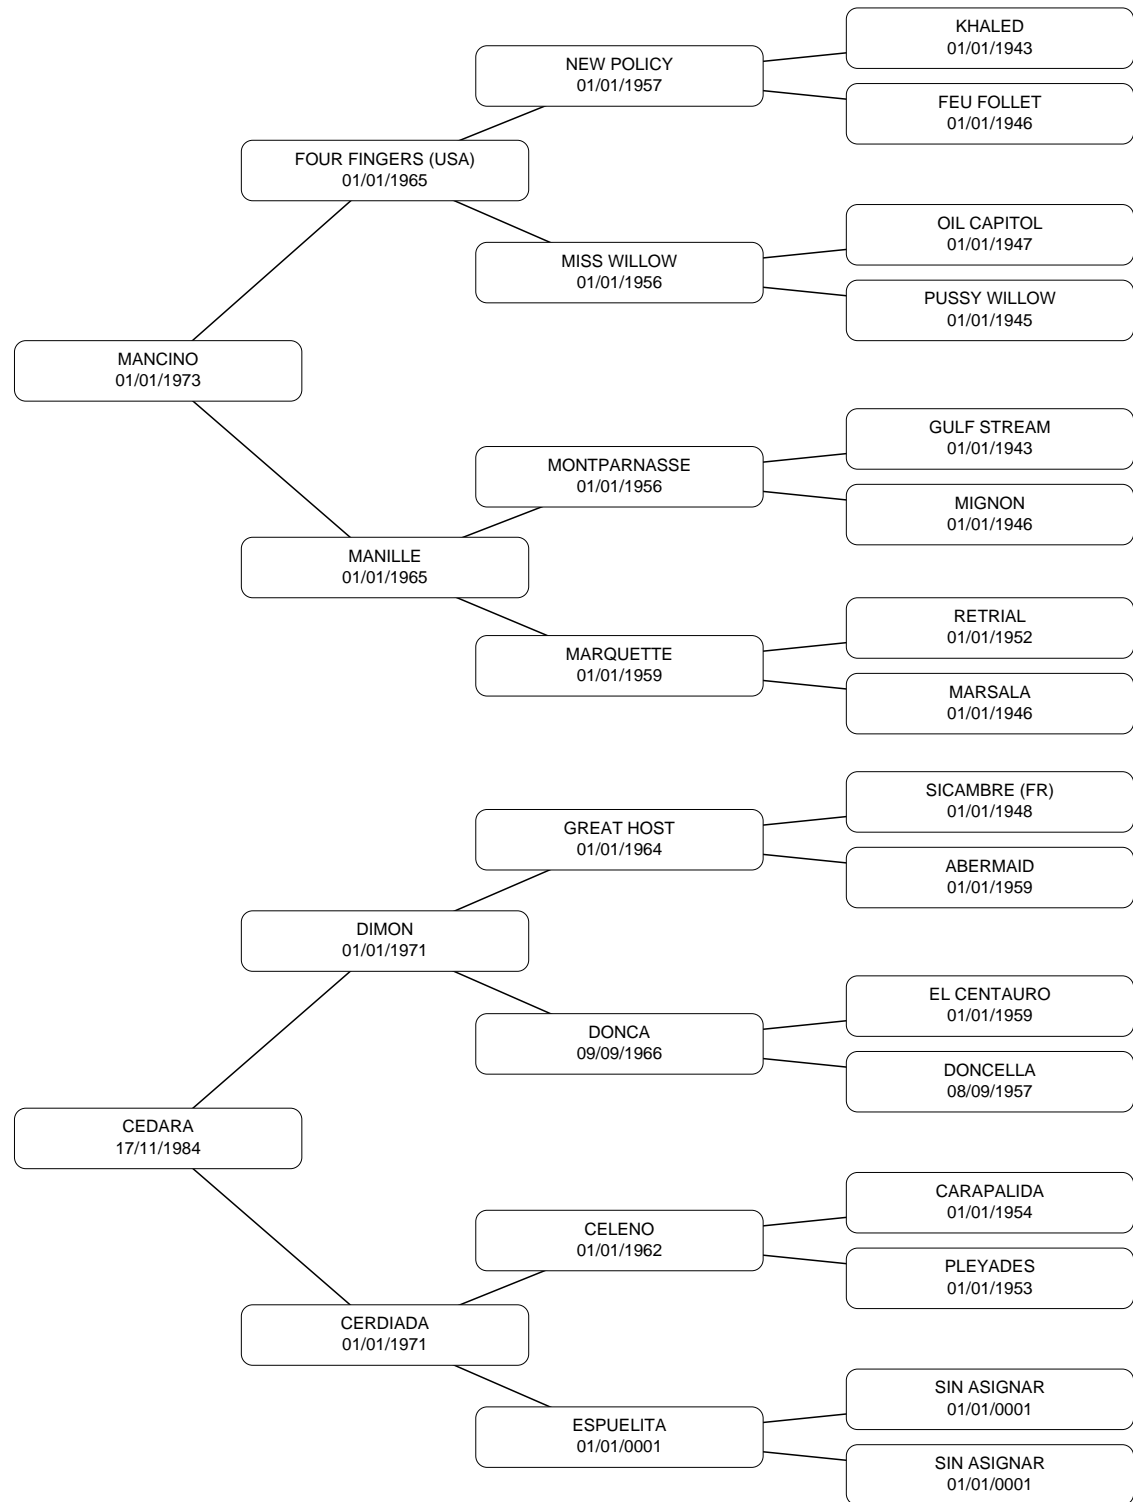 KHALED
01/01/1943
NEW POLICY
01/01/1957
FEU FOLLET
01/01/1946
FOUR FINGERS (USA)
01/01/1965
OIL CAPITOL
01/01/1947
MISS WILLOW
01/01/1956
PUSSY WILLOW
01/01/1945
MANCINO
01/01/1973
GULF STREAM
01/01/1943
MONTPARNASSE
01/01/1956
MIGNON
01/01/1946
MANILLE
01/01/1965
RETRIAL
01/01/1952
MARQUETTE
01/01/1959
MARSALA
01/01/1946
SICAMBRE (FR)
01/01/1948
GREAT HOST
01/01/1964
ABERMAID
01/01/1959
DIMON
01/01/1971
EL CENTAURO
01/01/1959
DONCA
09/09/1966
DONCELLA
08/09/1957
CEDARA
17/11/1984
CARAPALIDA
01/01/1954
CELENO
01/01/1962
PLEYADES
01/01/1953
CERDIADA
01/01/1971
SIN ASIGNAR
01/01/0001
ESPUELITA
01/01/0001
SIN ASIGNAR
01/01/0001